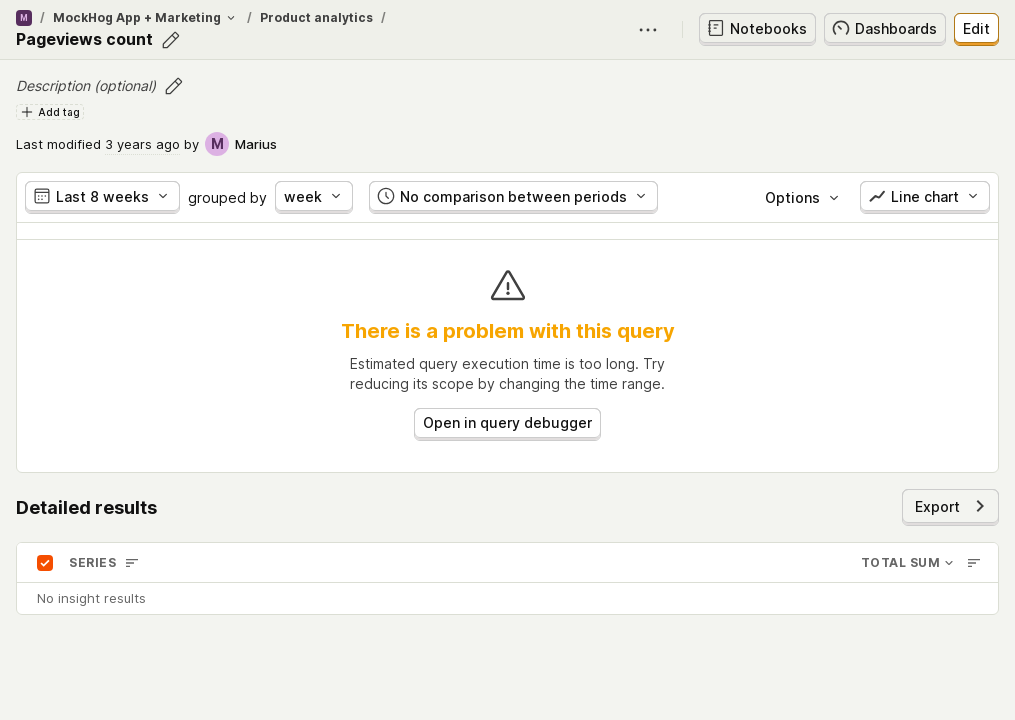 M / MockHog App + Marketing / Product analytics /
Pageviews count
Notebooks
Dashboards
Edit
Description (optional)
Add tag
Last modified 3 years ago by M Marius
Last 8 weeks grouped by week No comparison between periods Options Line chart
There is a problem with this query
Estimated query execution time is too long. Try
reducing its scope by changing the time range.
Open in query debugger
Detailed results
Export
SERIES TOTAL SUM
No insight results